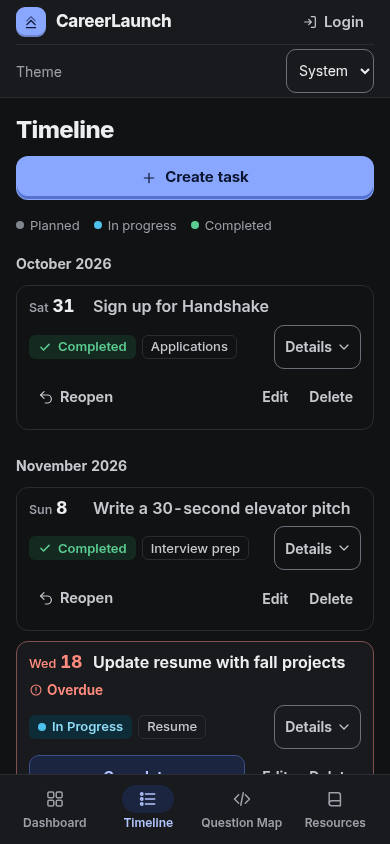 CareerLaunch
Login
Theme
System
Timeline
Create task
Planned In progress Completed
October 2026
Sat 31 Sign up for Handshake
Completed Applications Details
Reopen Edit Delete
November 2026
Sun 8 Write a 30-second elevator pitch
Completed Interview prep Details
Reopen Edit Delete
Wed 18 Update resume with fall projects
Overdue
In Progress Resume Details
Dashboard Timeline Question Map Resources